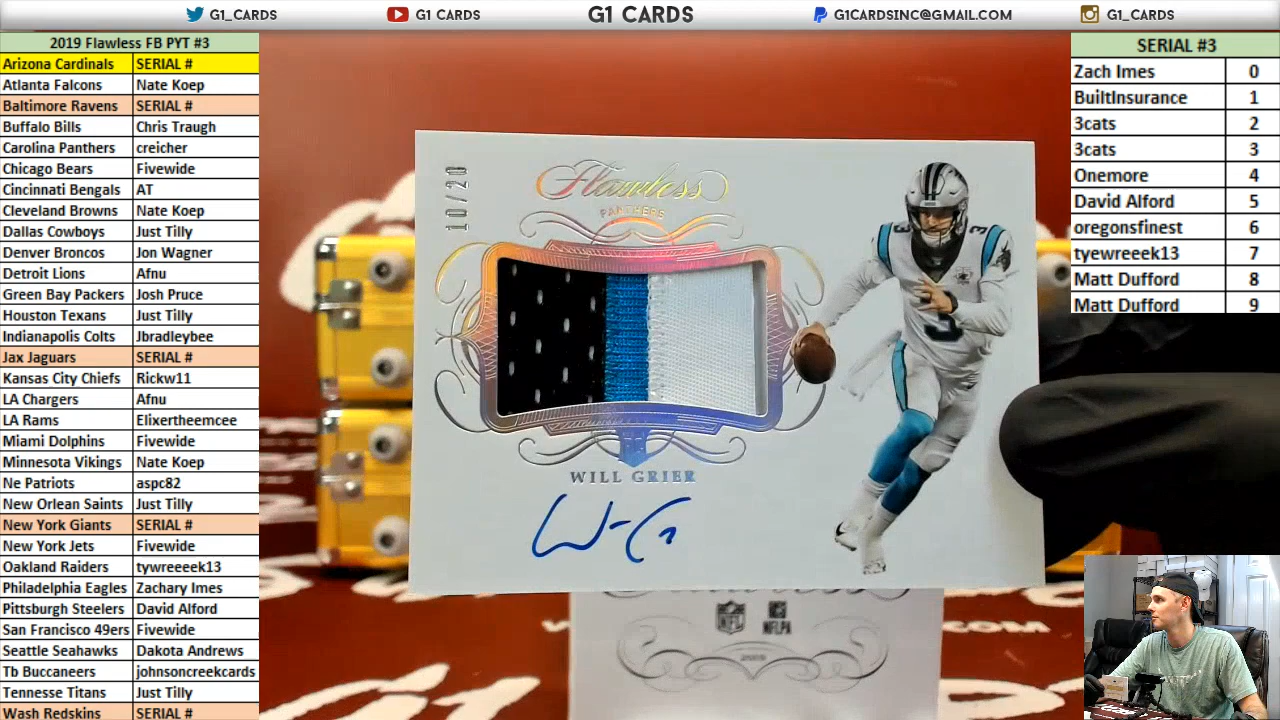 G1_CARDS
G1 CARDS
G1 CARDS
G1CARDSINC@GMAIL.COM
G1_CARDS
2019 Flawless FB PYT #3
Arizona Cardinals SERIAL #
Atlanta Falcons Nate Koep
Baltimore Ravens SERIAL #
Buffalo Bills Chris Traugh
Carolina Panthers creicher
Chicago Bears Fivewide
Cincinnati Bengals AT
Cleveland Browns Nate Koep
Dallas Cowboys Just Tilly
Denver Broncos Jon Wagner
Detroit Lions Afnu
Green Bay Packers Josh Pruce
Houston Texans Just Tilly
Indianapolis Colts Jbradleybee
Jax Jaguars SERIAL #
Kansas City Chiefs Rickw11
LA Chargers Afnu
LA Rams Elixertheemcee
Miami Dolphins Fivewide
Minnesota Vikings Nate Koep
Ne Patriots aspc82
New Orlean Saints Just Tilly
New York Giants SERIAL #
New York Jets Fivewide
Oakland Raiders tywreeeek13
Philadelphia Eagles Zachary Imes
Pittsburgh Steelers David Alford
San Francisco 49ers Fivewide
Seattle Seahawks Dakota Andrews
Tb Buccaneers johnsoncreekcards
Tennesse Titans Just Tilly
Wash Redskins SERIAL #
10/20
Flawless
PANTHERS
3
3
WILL GRIER
NFL
NFLPA
2019
.COM
SERIAL #3
Zach Imes 0
BuiltInsurance 1
3cats 2
3cats 3
Onemore 4
David Alford 5
oregonsfinest 6
tyewreeek13 7
Matt Dufford 8
Matt Dufford 9